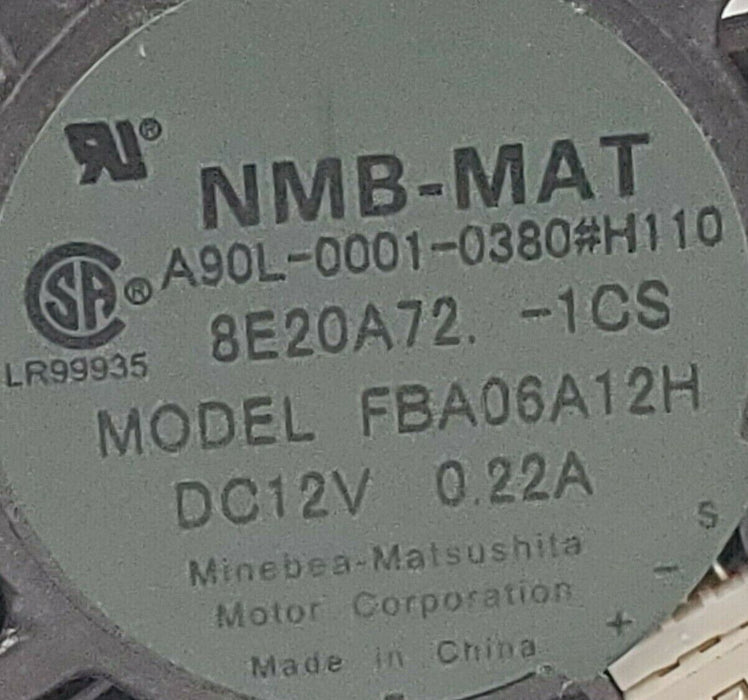 NMB-MAT
A90L-0001-0380#H110
SA ®
LR99935
8E20A72. -1CS
MODEL FBA06A12H
DC12V 0.22A
Minebea-Matsushita
Motor Corporation
Made in China
+ - S